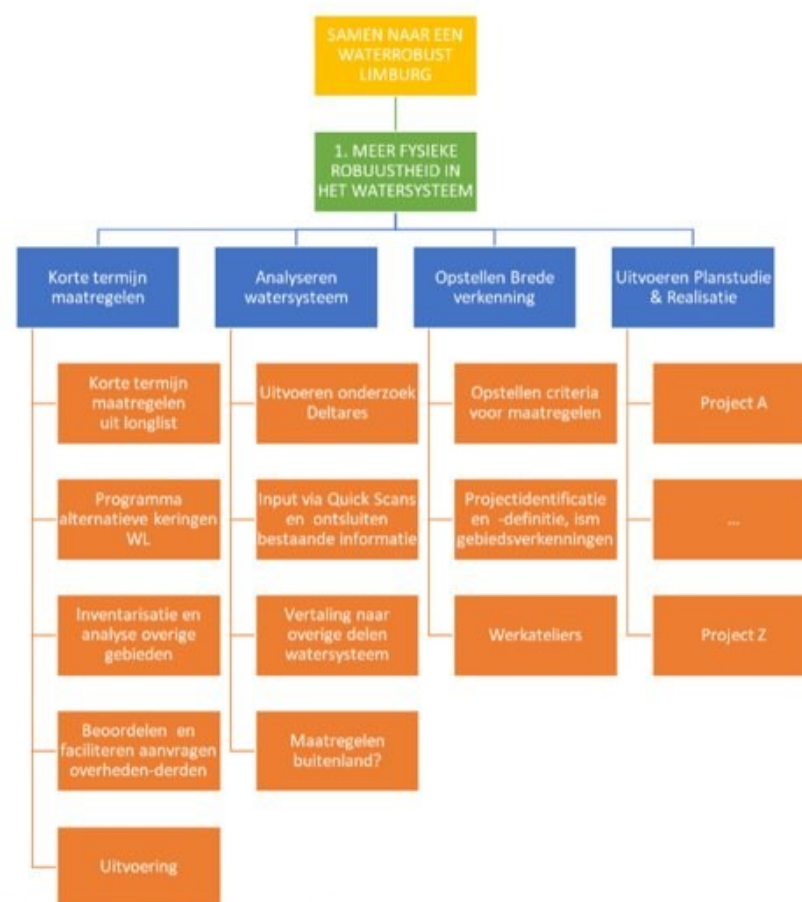 SAMEN NAAR EEN
WATERROBUST
LIMBURG
1. MEER FYSIEKE
ROBUUSTHEID IN
HET WATERSYSTEEM
Korte termijn
maatregelen
Analyseren
watersysteem
Opstellen Brede
verkenning
Uitvoeren Planstudie
& Realisatie
Korte termijn
maatregelen
uit longlist
Programma
alternatieve keringen
WL
Inventarisatie en
analyse overige
gebieden
Beoordelen en
faciliteren aanvragen
overheden-derden
Uitvoering
Uitvoeren onderzoek
Deltares
Input via Quick Scans
en ontsluiten
bestaande informatie
Vertaling naar
overige delen
watersysteem
Maatregelen
buitenland?
Opstellen criteria
voor maatregelen
Projectidentificatie
en -definitie, ism
gebiedsverkenningen
Werkateliers
Project A
...
Project Z